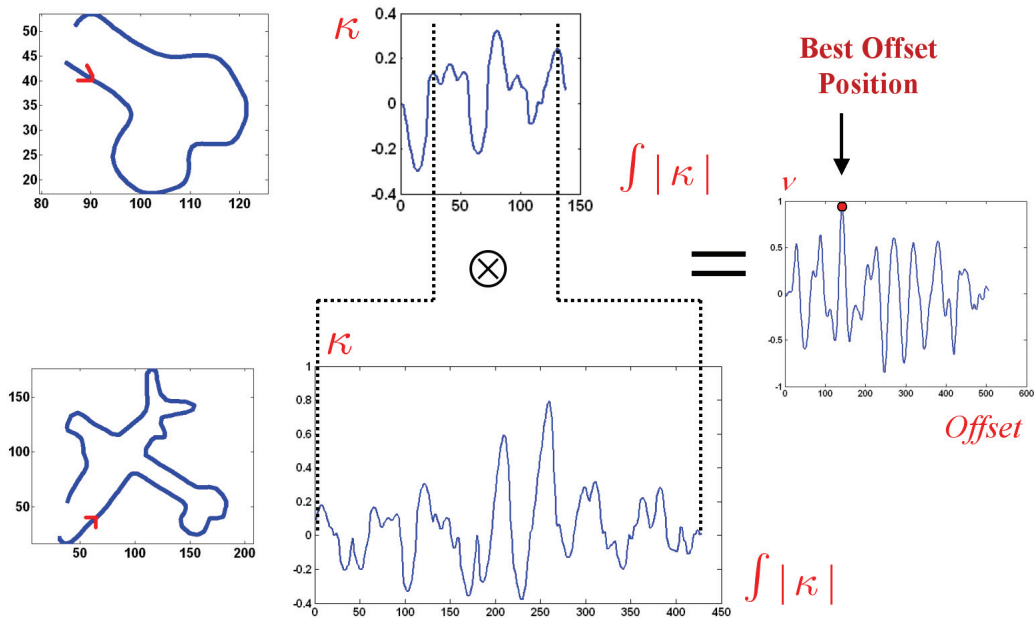 50
45
40
35
30
25
20
80 90 100 110 120
κ
0.4
0.2
0
0.2
0.4
0 50 100 150
∫ | κ |
⊗
=
Best Offset
Position
ν
1
0.5
0
0.5
-1
0 100 200 300 400 500 600
Offset
150
100
50
50 100 150 200
κ
1
0.8
0.6
0.4
0.2
0
-0.2
-0.4
0 50 100 150 200 250 300 350 400 450
∫ | κ |